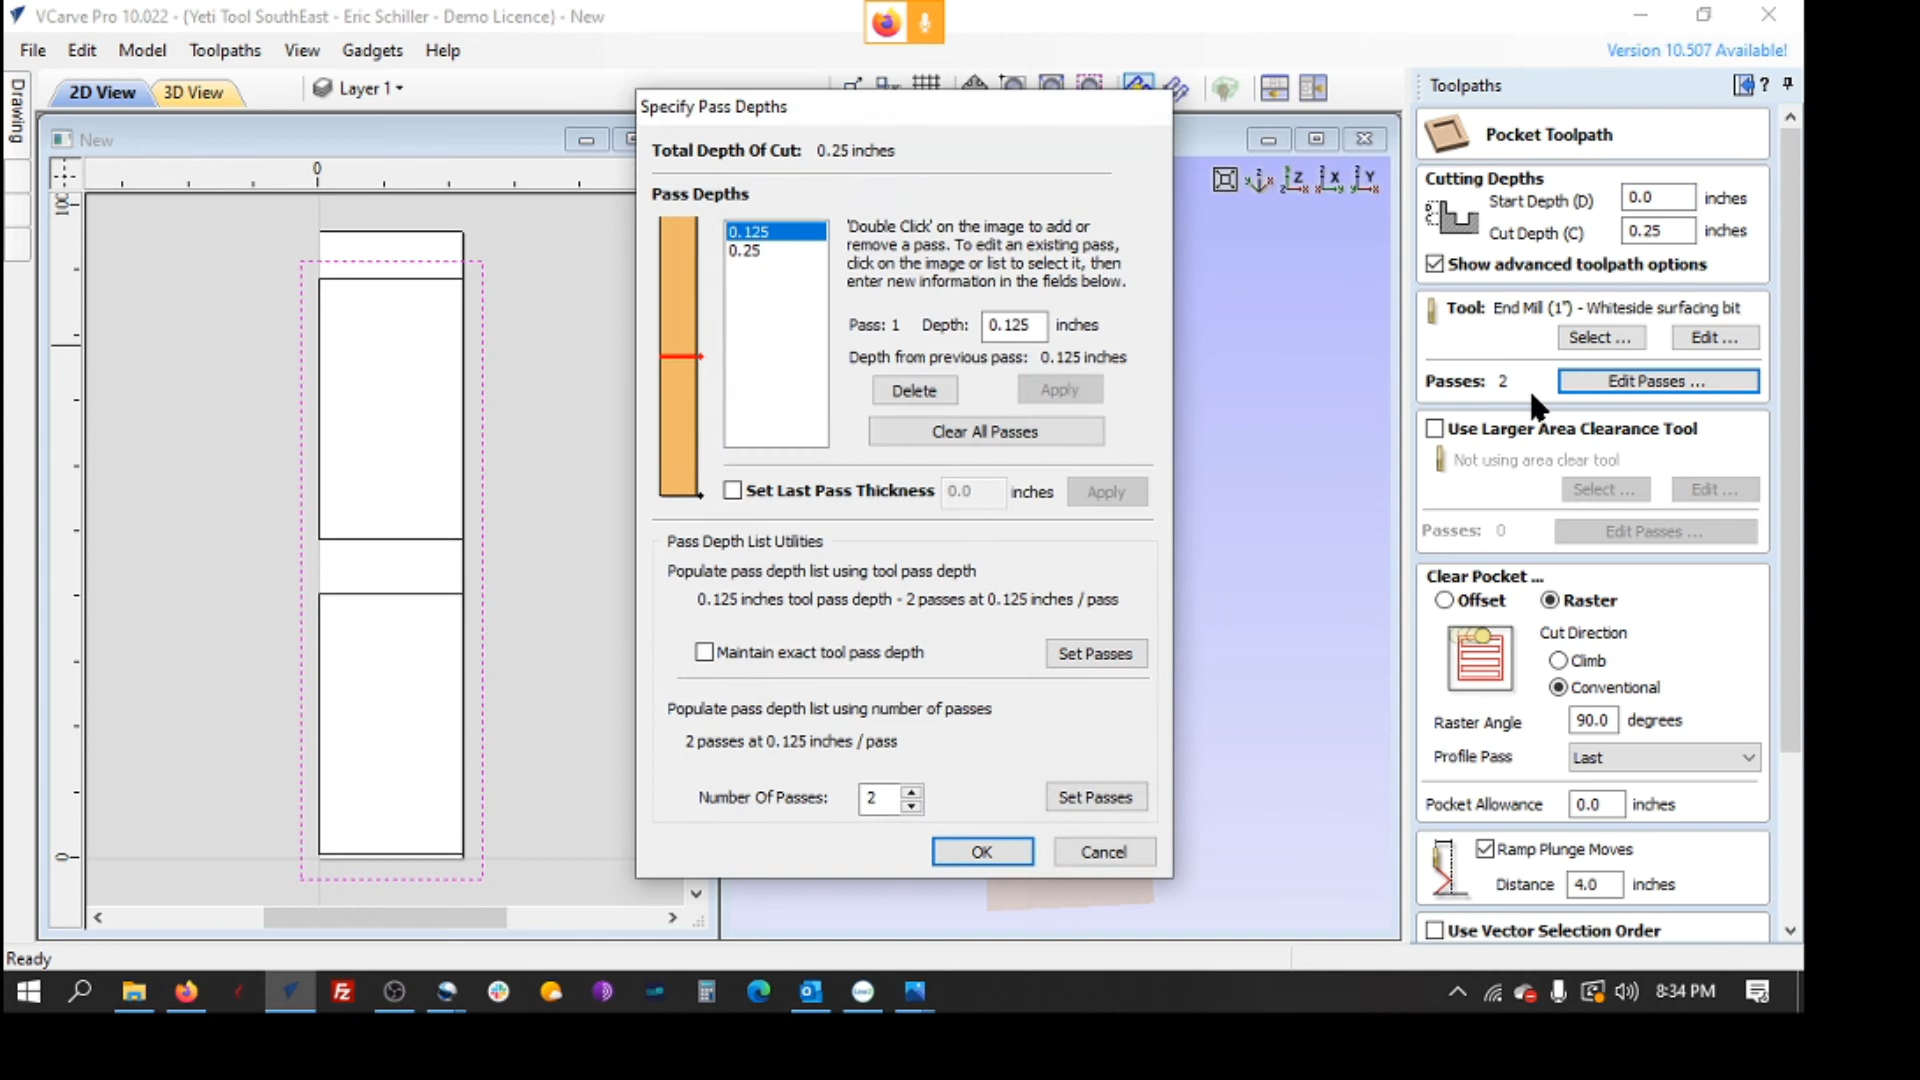 VCarve Pro 10.022 - {Yeti Tool SouthEast - Eric Schiller - Demo Licence} - New
File Edit Model Toolpaths View Gadgets Help
Version 10.507 Available!
Drawing
2D View
3D View
Layer 1
New
0
100
0
Specify Pass Depths
Total Depth Of Cut: 0.25 inches
Pass Depths
0.125
0.25
'Double Click' on the image to add or
remove a pass. To edit an existing pass,
click on the image or list to select it, then
enter new information in the fields below.
Pass: 1 Depth: 0.125 inches
Depth from previous pass: 0.125 inches
Delete Apply
Clear All Passes
Set Last Pass Thickness 0.0 inches Apply
Pass Depth List Utilities
Populate pass depth list using tool pass depth
0.125 inches tool pass depth - 2 passes at 0.125 inches / pass
Maintain exact tool pass depth Set Passes
Populate pass depth list using number of passes
2 passes at 0.125 inches / pass
Number Of Passes: 2 Set Passes
OK Cancel
Z X Y
Toolpaths
?
Pocket Toolpath
Cutting Depths
Start Depth (D) 0.0 inches
Cut Depth (C) 0.25 inches
Show advanced toolpath options
Tool: End Mill (1") - Whiteside surfacing bit
Select ... Edit ...
Passes: 2 Edit Passes ...
Use Larger Area Clearance Tool
Not using area clear tool
Select ... Edit ...
Passes: 0 Edit Passes ...
Clear Pocket ...
Offset Raster
Cut Direction
Climb
Conventional
Raster Angle 90.0 degrees
Profile Pass Last
Pocket Allowance 0.0 inches
Ramp Plunge Moves
Distance 4.0 inches
Use Vector Selection Order
Ready
Fz
8:34 PM